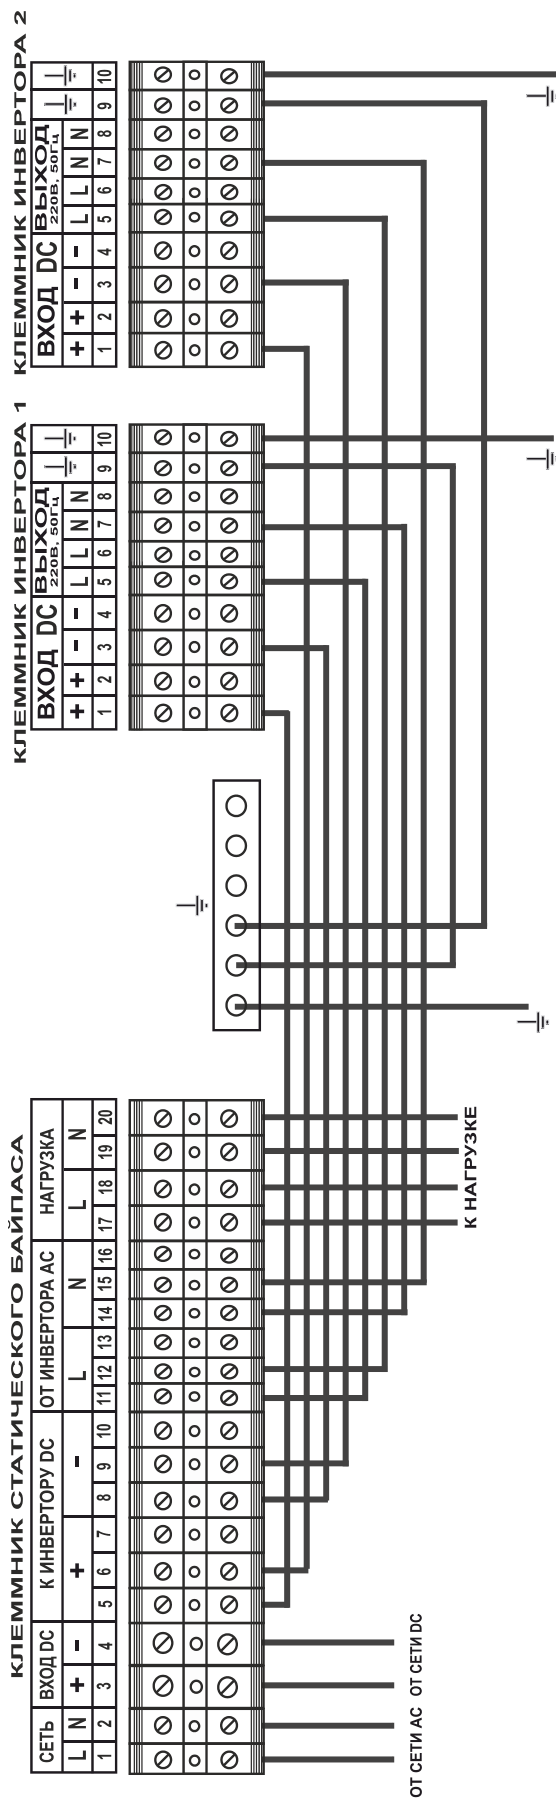 КЛЕММНИК СТАТИЧЕСКОГО БАЙПАСА
СЕТЬ ВХОД DC К ИНВЕРТОРУ DC ОТ ИНВЕРТОРА АС НАГРУЗКА
L N + - + - L N L N
1 2 3 4 5 6 7 8 9 10 11 12 13 14 15 16 17 18 19 20
ОТ СЕТИ АС ОТ СЕТИ DC
К НАГРУЗКЕ
КЛЕММНИК ИНВЕРТОРА 1
ВХОД DC ВЫХОД
220В, 50Гц
+ + - - L L N N
1 2 3 4 5 6 7 8 9 10
КЛЕММНИК ИНВЕРТОРА 2
ВХОД DC ВЫХОД
220В, 50Гц
+ + - - L L N N
1 2 3 4 5 6 7 8 9 10